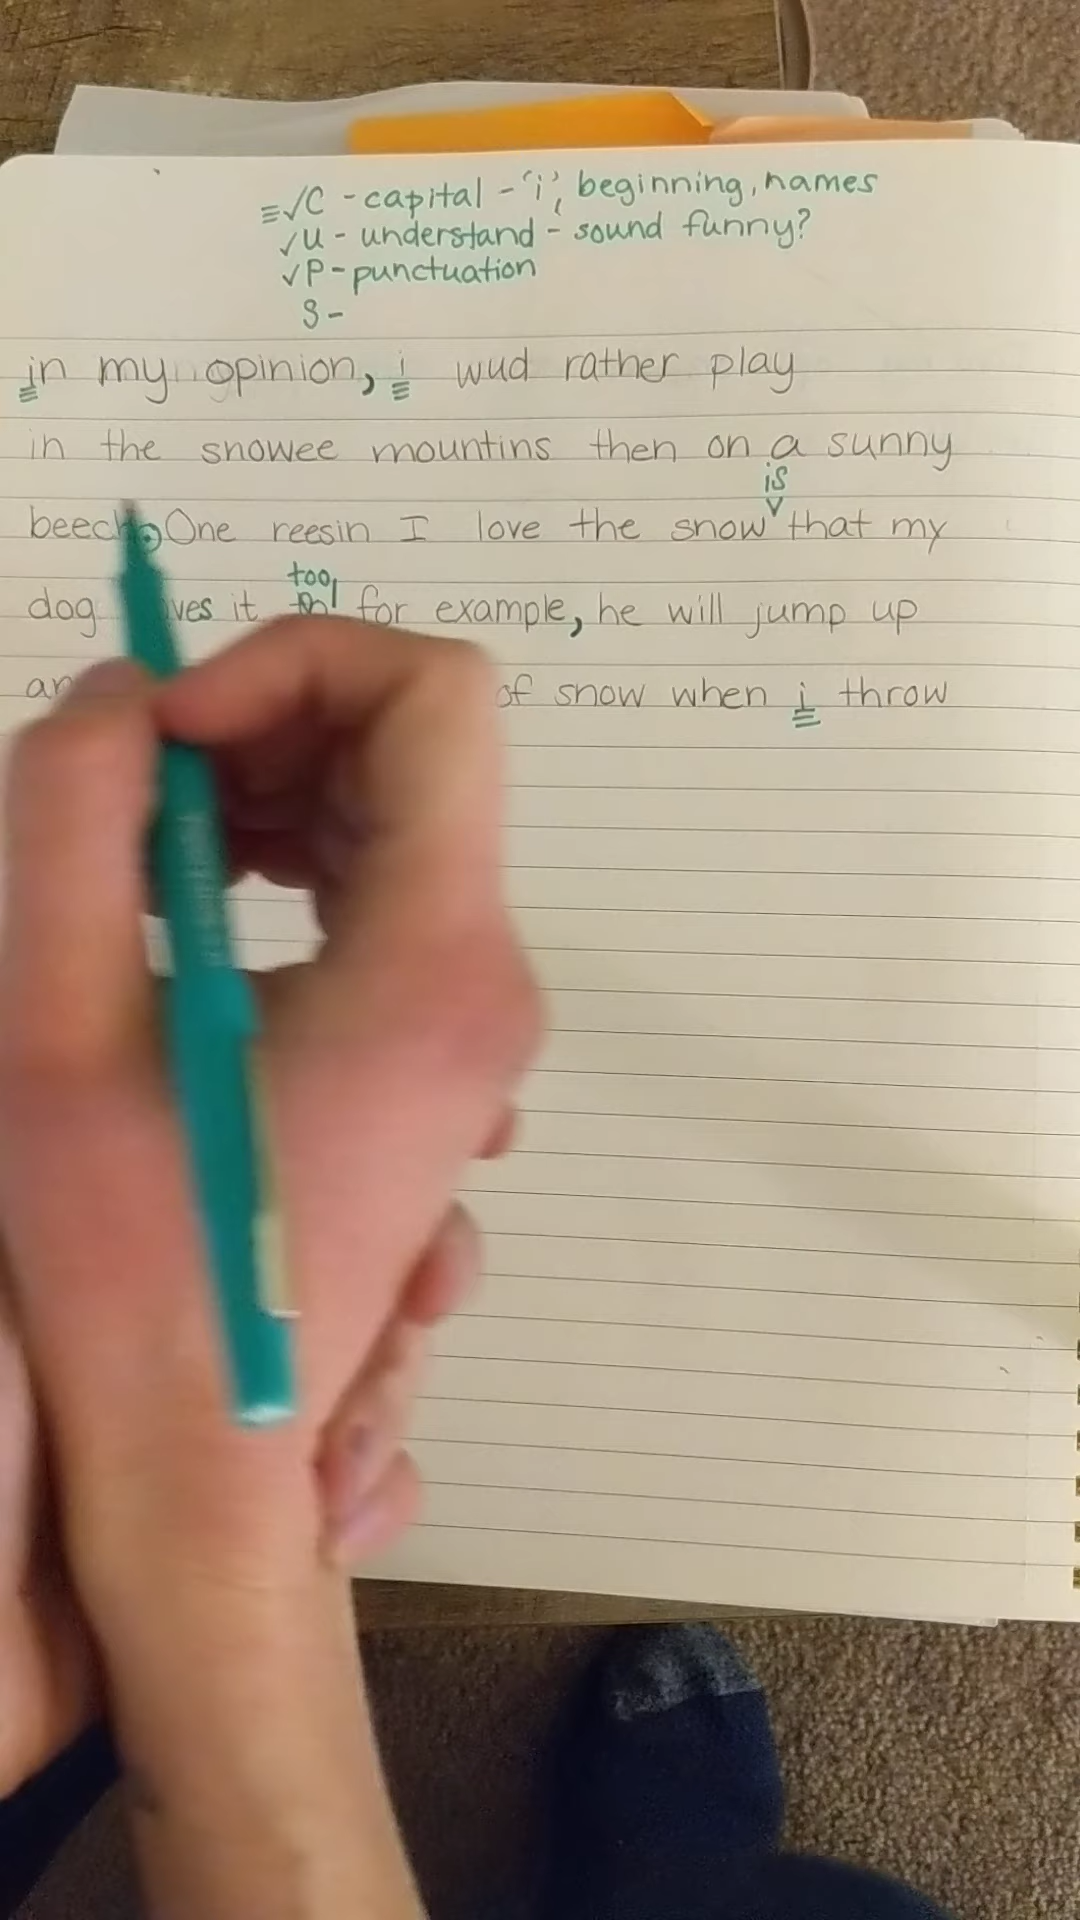 ≡✓C - capital - 'i', beginning, names
✓U - understand - sound funny?
✓P - punctuation
S -
in my opinion, i wud rather play
in the snowee mountins then on a sunny
is
beech. One reesin I love the snow that my
too,
dog it for example, he will jump up
of snow when i throw